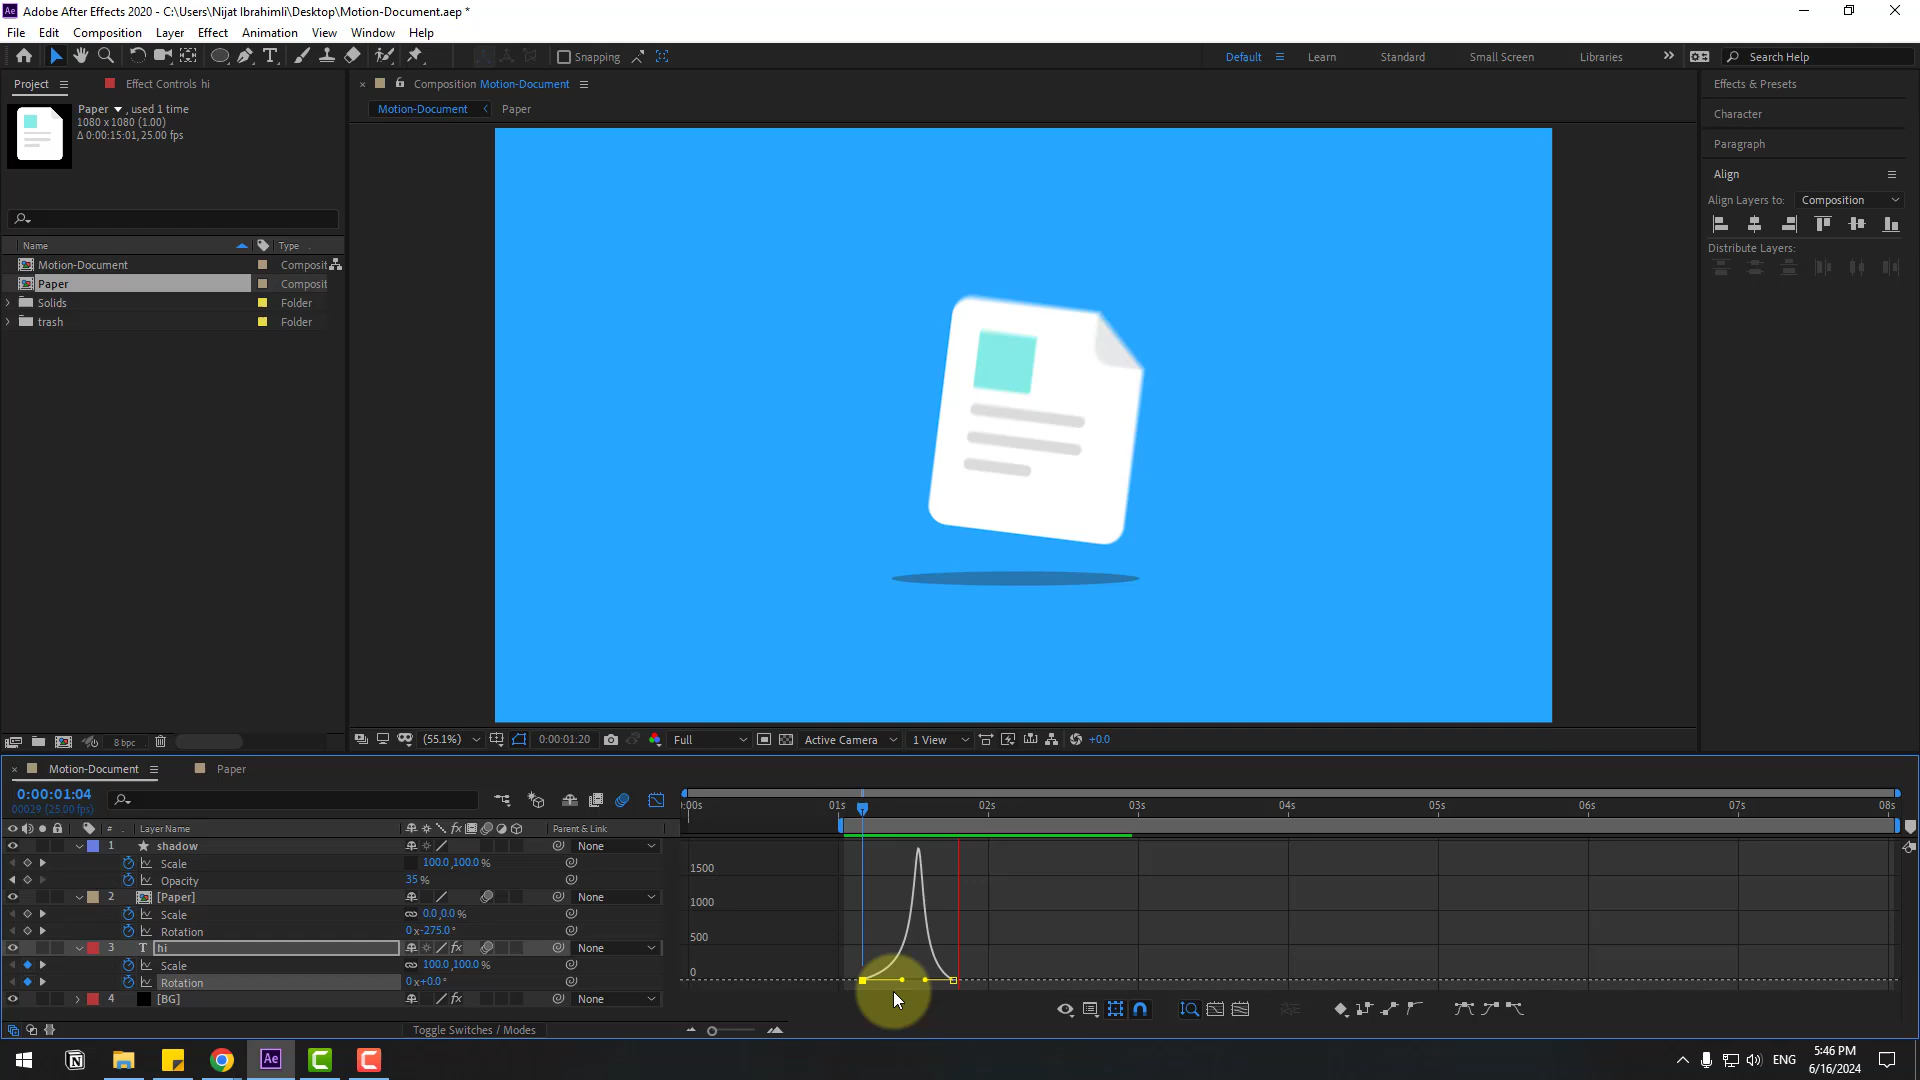 Adobe After Effects 2020 - C:\Users\Nijat Ibrahimli\Desktop\Motion-Document.aep *
File Edit Composition Layer Effect Animation View Window Help
Snapping
Default Learn Standard Small Screen Libraries Search Help
Project Effect Controls hi
Composition Motion-Document
Effects & Presets
Paper , used 1 time
1080 x 1080 (1.00)
Δ 0:00:15:01, 25.00 fps
Motion-Document Paper
Character
Paragraph
Align
Align Layers to: Composition
Distribute Layers:
Name Type
Motion-Document Composit
Paper Composit
Solids Folder
trash Folder
8 bpc
(55.1%) 0:00:01:20 Full Active Camera 1 View +0.0
Motion-Document Paper
0:00:01:04
00029 (25.00 fps)
:00s 01s 02s 03s 04s 05s 06s 07s 08s
# Layer Name Parent & Link
1 shadow None
Scale 100.0,100.0 %
Opacity 35 %
2 [Paper] None
Scale 0.0,0.0 %
Rotation 0x-275.0°
3 T hi None
Scale 100.0,100.0 %
Rotation 0x+0.0°
4 [BG] None
1500
1000
500
0
Toggle Switches / Modes
ENG
5:46 PM
6/16/2024